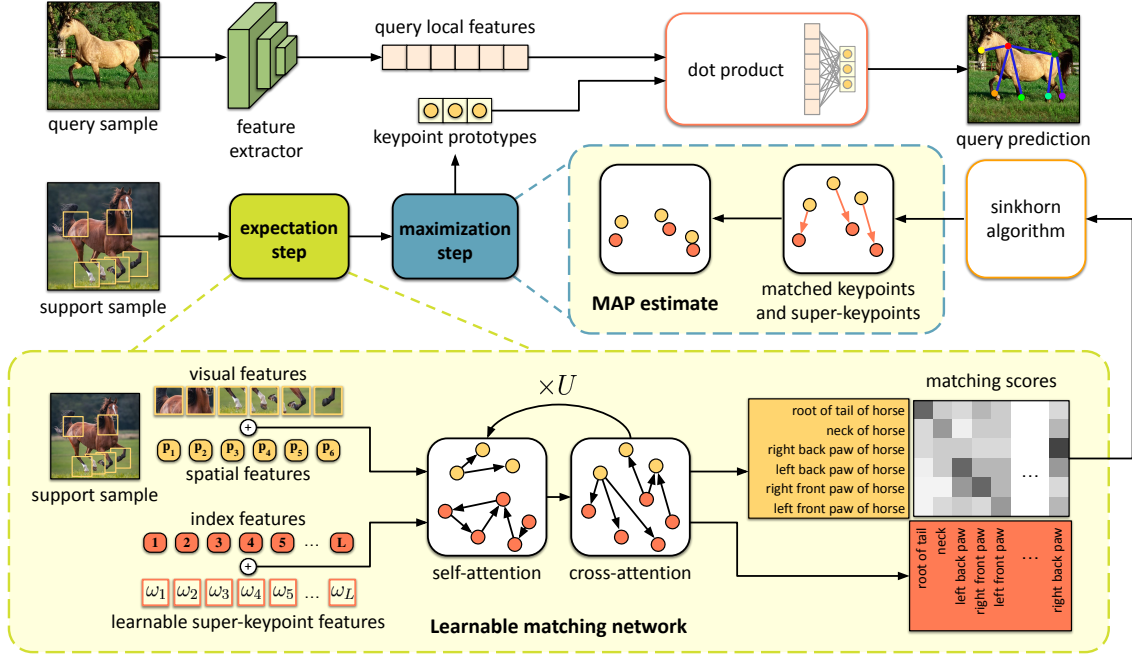 query local features
dot product
query sample
feature
extractor
keypoint prototypes
query prediction
expectation
step
maximization
step
sinkhorn
algorithm
support sample
MAP estimate
matched keypoints
and super-keypoints
visual features
×U
matching scores
p1 p2 p3 p4 p5 p6
spatial features
support sample
index features
1 2 3 4 5 ... L
ω1 ω2 ω3 ω4 ω5 ... ωL
learnable super-keypoint features
self-attention
cross-attention
Learnable matching network
root of tail of horse
neck of horse
right back paw of horse
left back paw of horse
right front paw of horse
left front paw of horse
...
root of tail
neck
left back paw
right front paw
left front paw
...
right back paw